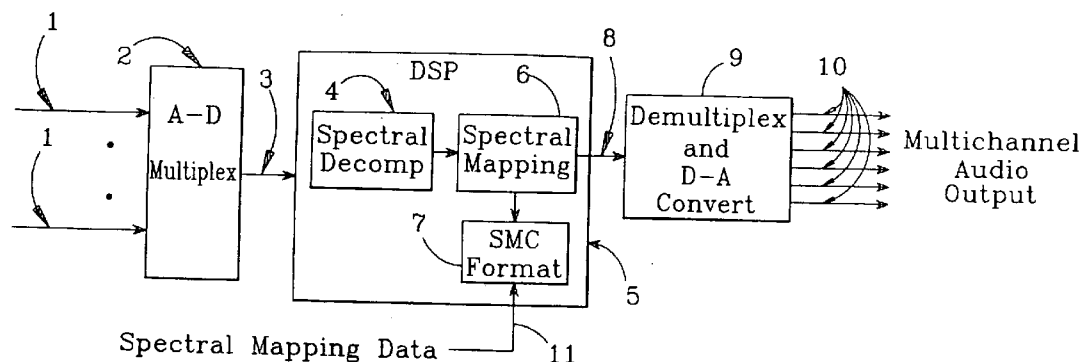 1
2
A-D
Multiplex
1
3
DSP
4
Spectral
Decomp
6
Spectral
Mapping
7
SMC
Format
5
8
9
Demultiplex
and
D-A
Convert
10
Multichannel
Audio
Output
Spectral Mapping Data
11